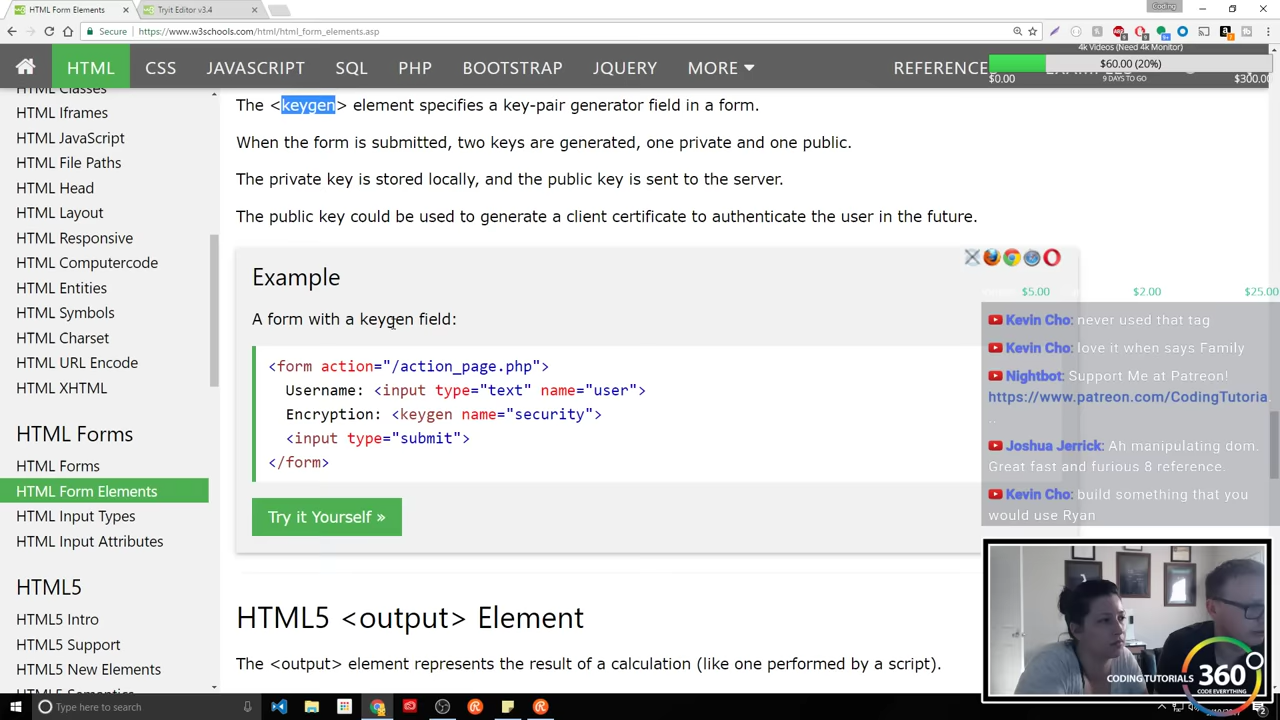 HTML Form Elements
Tryit Editor v3.4
Coding
Secure
https://www.w3schools.com/html/html_form_elements.asp
4k Videos (Need 4k Monitor)
$60.00 (20%)
$0.00
9 DAYS TO GO
$300.00
HTML
CSS
JAVASCRIPT
SQL
PHP
BOOTSTRAP
JQUERY
MORE
REFERENCE
HTML Classes
HTML Iframes
HTML JavaScript
HTML File Paths
HTML Head
HTML Layout
HTML Responsive
HTML Computercode
HTML Entities
HTML Symbols
HTML Charset
HTML URL Encode
HTML XHTML
HTML Forms
HTML Forms
HTML Form Elements
HTML Input Types
HTML Input Attributes
HTML5
HTML5 Intro
HTML5 Support
HTML5 New Elements
The <keygen> element specifies a key-pair generator field in a form.
When the form is submitted, two keys are generated, one private and one public.
The private key is stored locally, and the public key is sent to the server.
The public key could be used to generate a client certificate to authenticate the user in the future.
Example
A form with a keygen field:
<form action="/action_page.php">
Username: <input type="text" name="user">
Encryption: <keygen name="security">
<input type="submit">
</form>
Try it Yourself »
HTML5 <output> Element
The <output> element represents the result of a calculation (like one performed by a script).
$5.00
$2.00
$25.00
Kevin Cho: never used that tag
Kevin Cho: love it when says Family
Nightbot: Support Me at Patreon!
https://www.patreon.com/CodingTutoria
..
Joshua Jerrick: Ah manipulating dom.
Great fast and furious 8 reference.
Kevin Cho: build something that you
would use Ryan
CODING TUTORIALS
360
CODE EVERYTHING
Type here to search